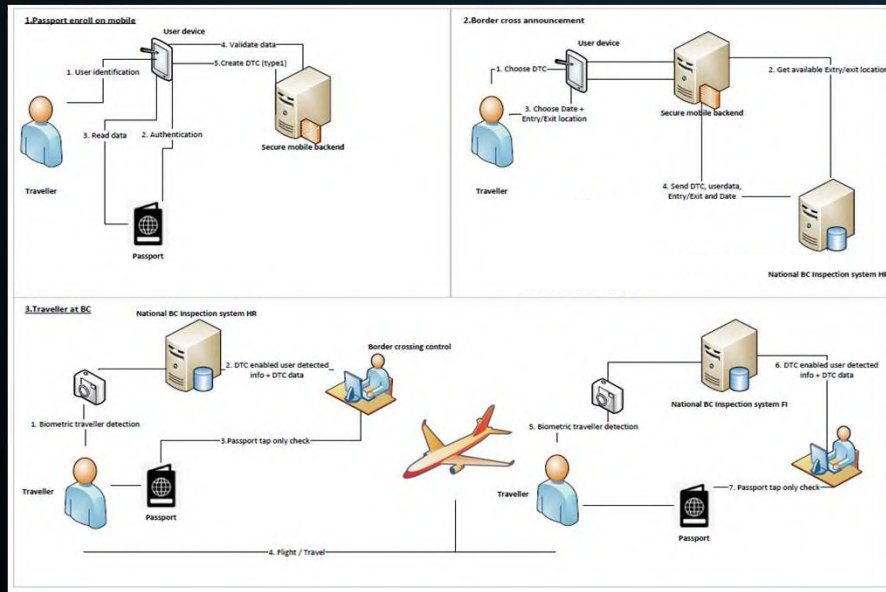 1.Passport enroll on mobile
User device
4. Validate data
5.Create DTC (type1)
1. User identification
3. Read data
2. Authentication
Secure mobile backend
Traveller
Passport
2.Border cross announcement
User device
1. Choose DTC
2. Get available Entry/exit location
3. Choose Date +
Entry/Exit location
Secure mobile backend
Traveller
4. Send DTC, userdata,
Entry/Exit and Date
National BC Inspection system HR
3.Traveller at BC
National BC Inspection system HR
Border crossing control
2. DTC enabled user detected
info + DTC data
1. Biometric traveller detection
3.Passport tap only check
Traveller
Passport
4. Flight / Travel
6. DTC enabled user detected
info + DTC data
National BC Inspection system FI
5. Biometric traveller detection
7. Passport tap only check
Traveller
Passport